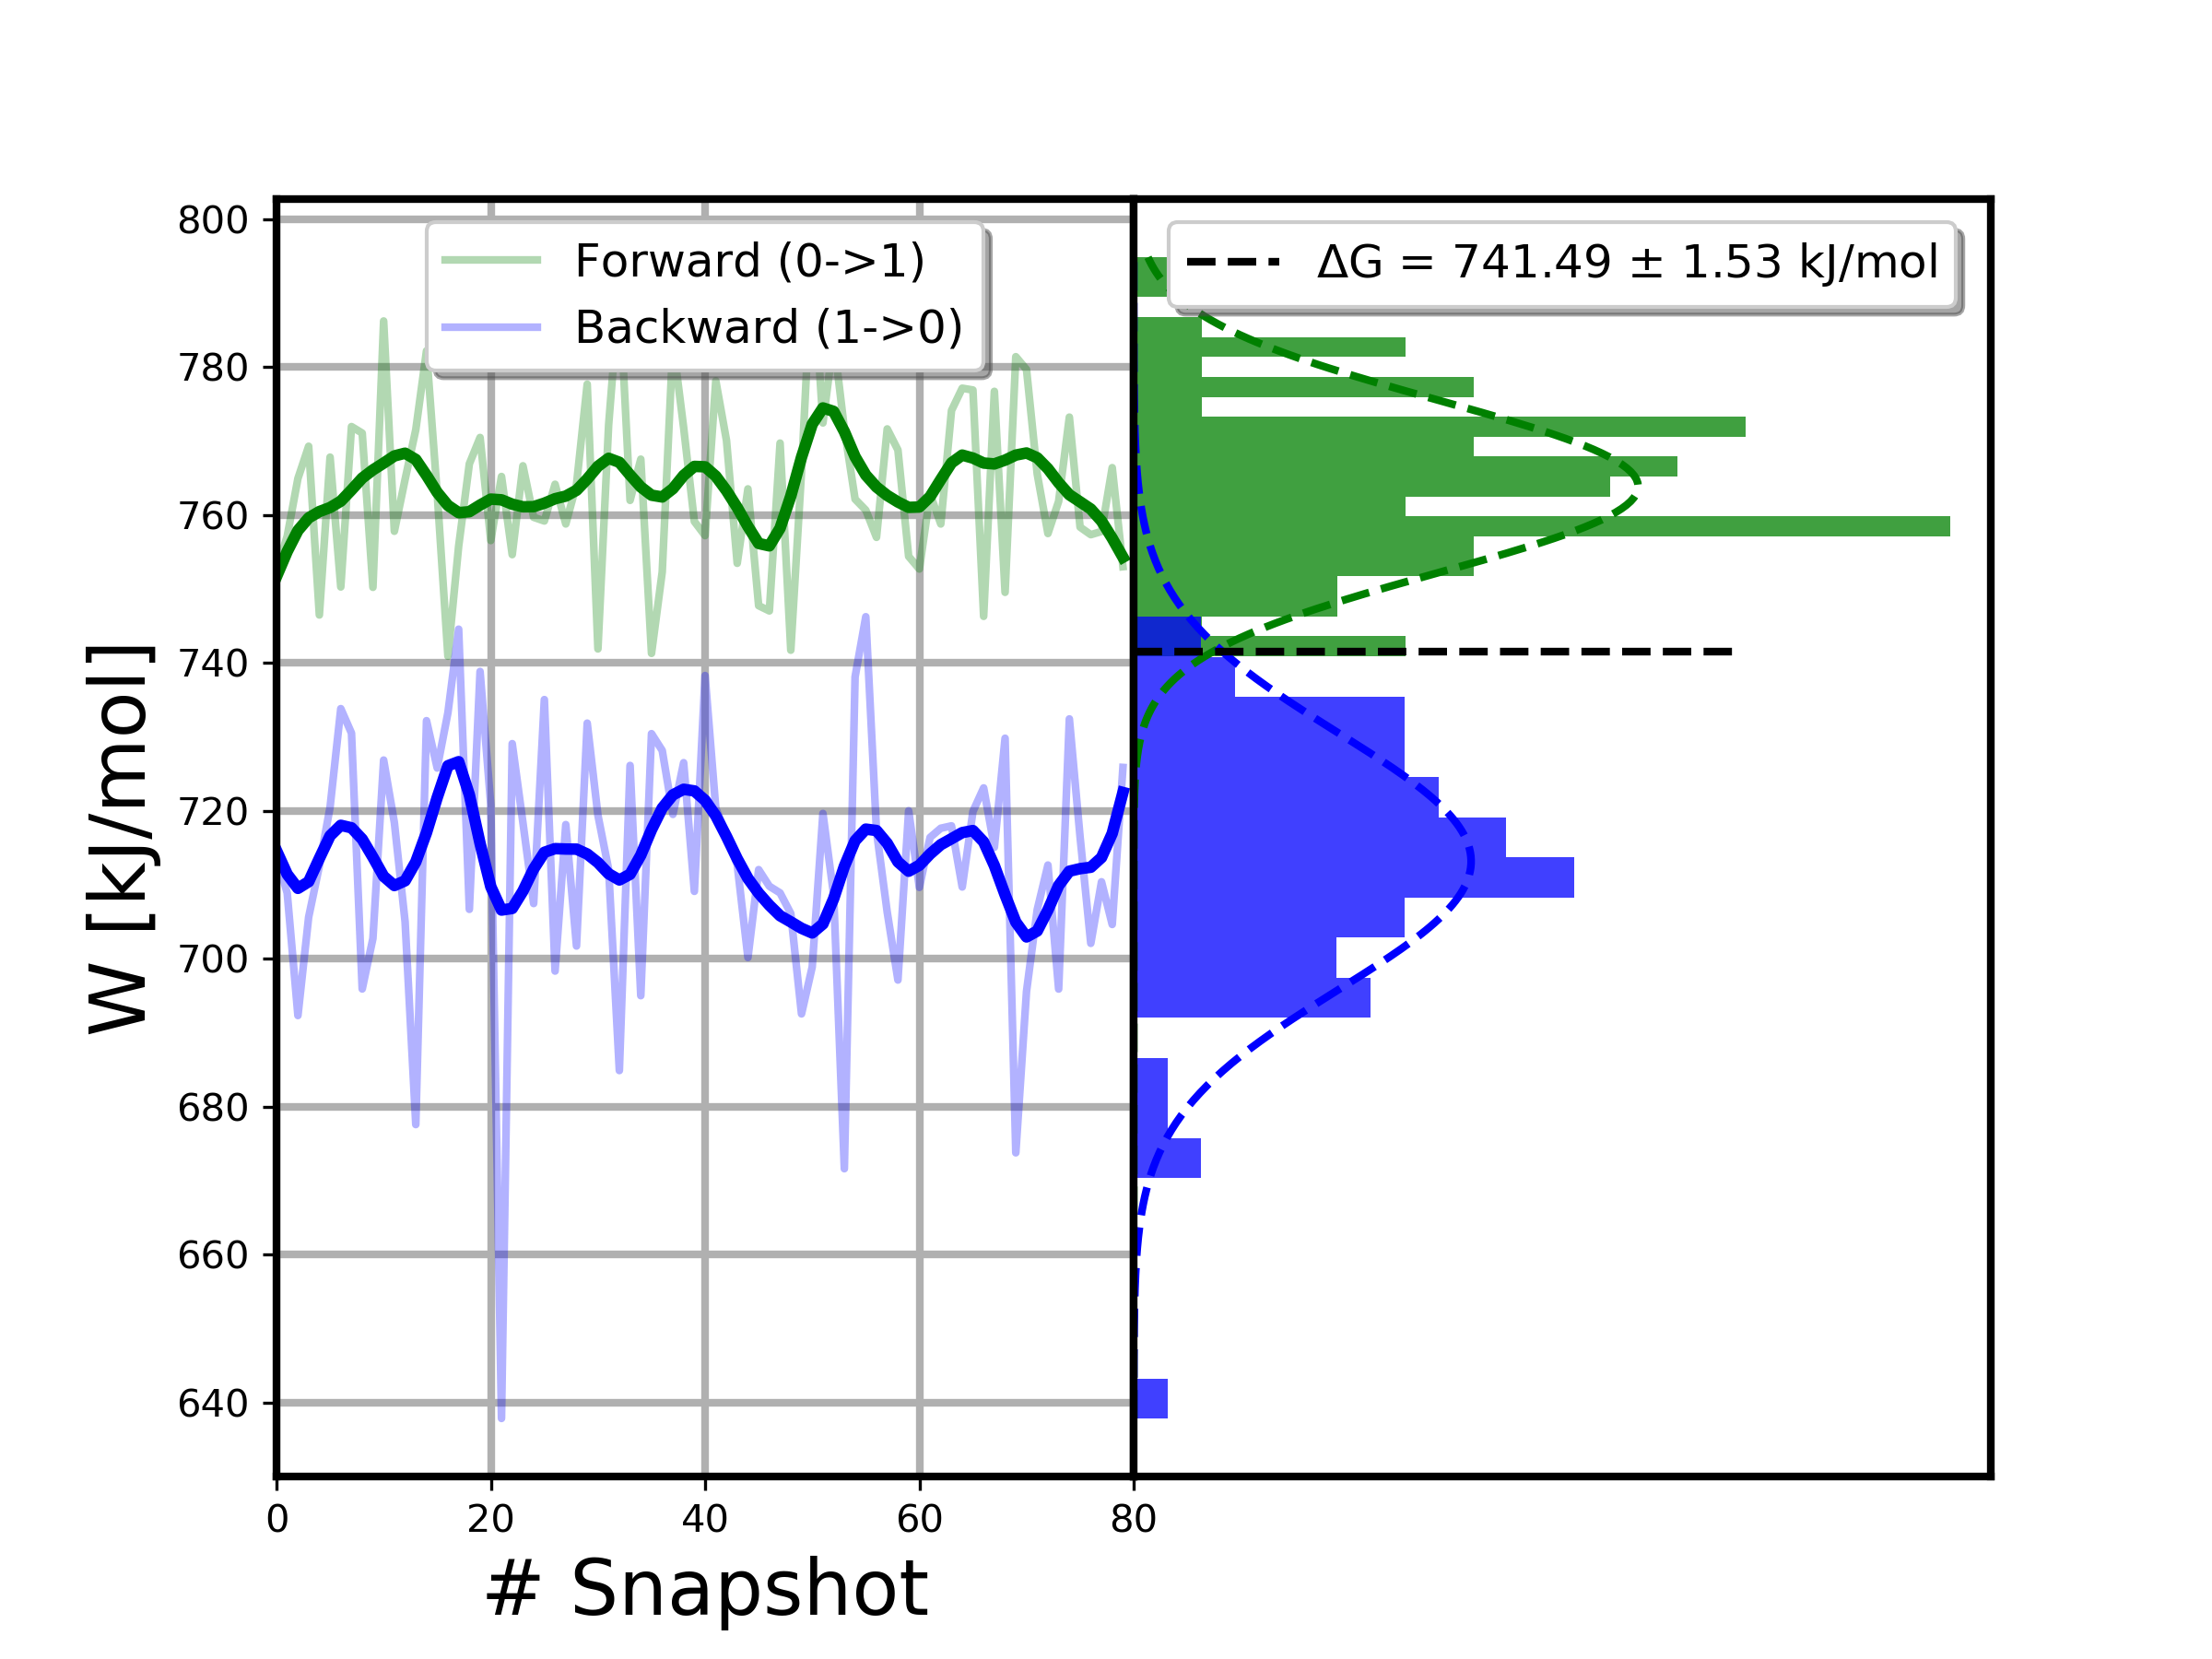 Forward (0->1)
Backward (1->0)
ΔG = 741.49 ± 1.53 kJ/mol
W [kJ/mol]
800
780
760
740
720
700
680
660
640
0 20 40 60 80
# Snapshot